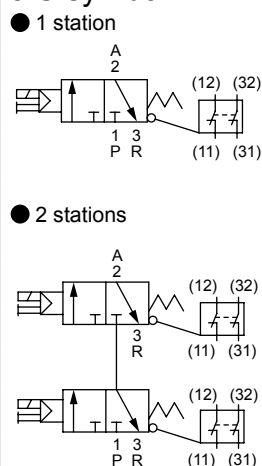 ● 1 station
A
2
(12) (32)
1 3
P R
(11) (31)
● 2 stations
A
2
(12) (32)
3
R
(11) (31)
(12) (32)
1 3
P R
(11) (31)